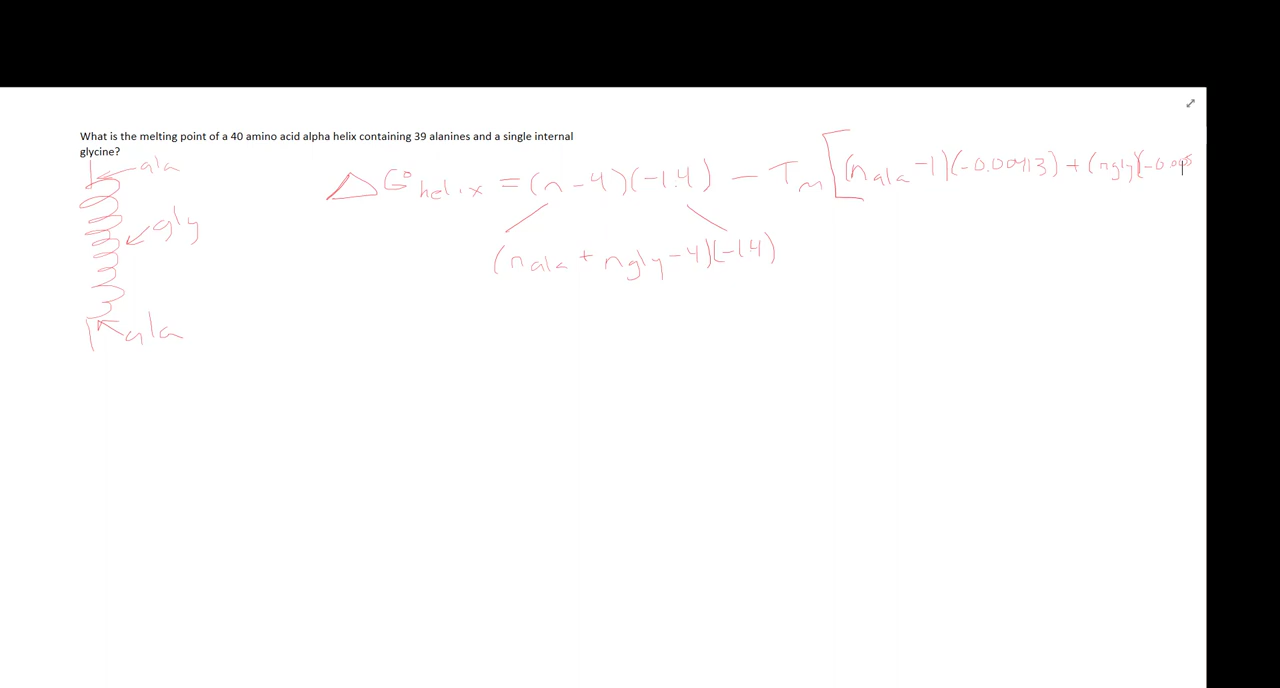 What is the melting point of a 40 amino acid alpha helix containing 39 alanines and a single internal
glycine?
ala
ΔG°helix = (n-4)(-1.4) - Tm[(nala -1)(-0.00413) + (ngly)(-0.005
gly
(nala + ngly -4)(-1.4)
ala